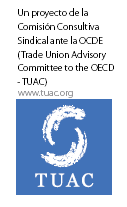 Un proyecto de la
Comisión Consultiva
Sindical ante la OCDE
(Trade Union Advisory
Committee to the OECD
- TUAC)
www.tuac.org
TUAC